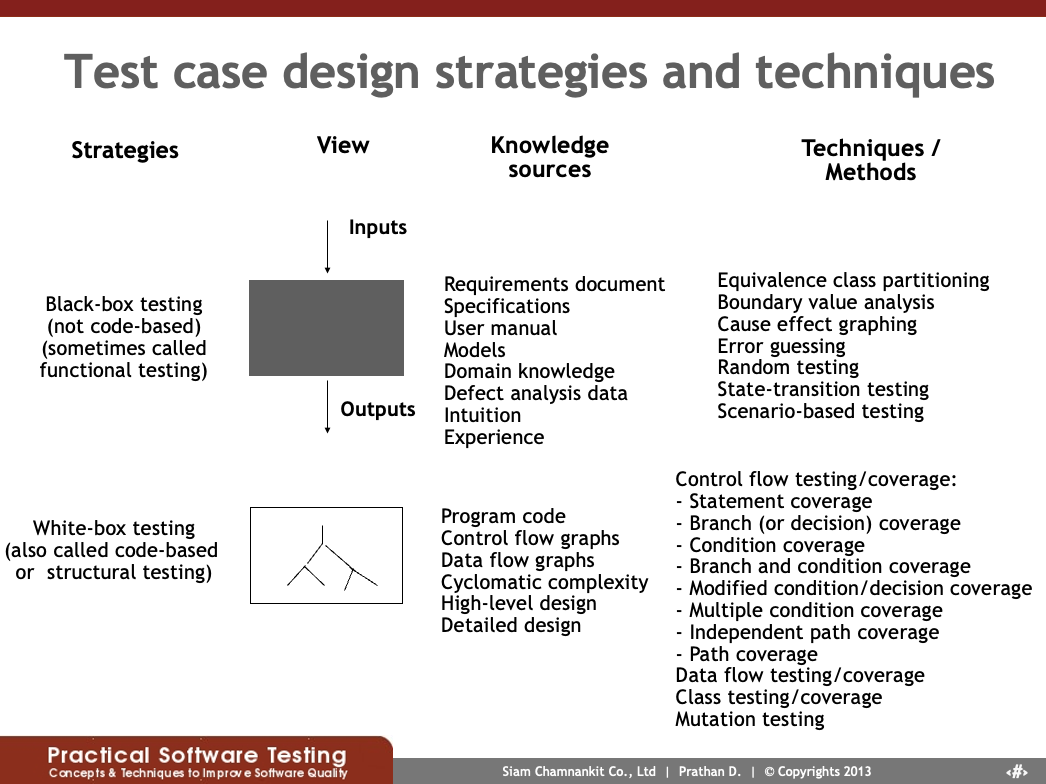 Test case design strategies and techniques
Strategies
View
Knowledge
sources
Techniques /
Methods
Inputs
Black-box testing
(not code-based)
(sometimes called
functional testing)
Outputs
Requirements document
Specifications
User manual
Models
Domain knowledge
Defect analysis data
Intuition
Experience
Equivalence class partitioning
Boundary value analysis
Cause effect graphing
Error guessing
Random testing
State-transition testing
Scenario-based testing
White-box testing
(also called code-based
or structural testing)
Program code
Control flow graphs
Data flow graphs
Cyclomatic complexity
High-level design
Detailed design
Control flow testing/coverage:
- Statement coverage
- Branch (or decision) coverage
- Condition coverage
- Branch and condition coverage
- Modified condition/decision coverage
- Multiple condition coverage
- Independent path coverage
- Path coverage
Data flow testing/coverage
Class testing/coverage
Mutation testing
Practical Software Testing
Concepts & Techniques to Improve Software Quality
Siam Chamnankit Co., Ltd | Prathan D. | © Copyrights 2013
‹#›